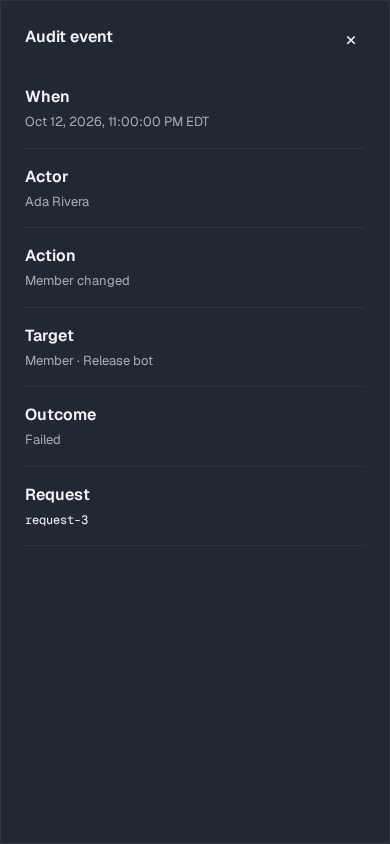 Audit event
×
When
Oct 12, 2026, 11:00:00 PM EDT
Actor
Ada Rivera
Action
Member changed
Target
Member · Release bot
Outcome
Failed
Request
request-3